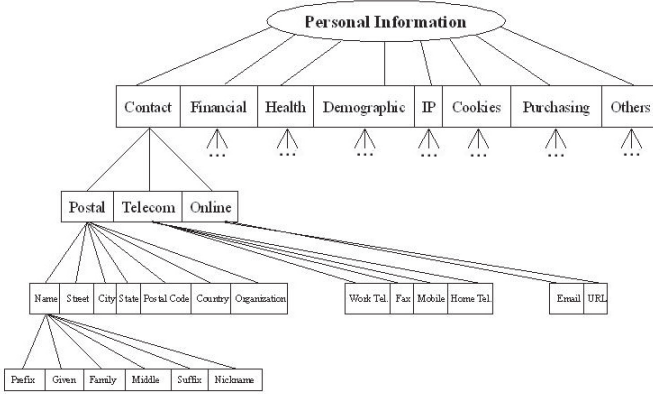 Personal Information
Contact Financial Health Demographic IP Cookies Purchasing Others
... ... ... ... ... ... ...
Postal Telecom Online
Name Street City State Postal Code Country Organization Work Tel. Fax Mobile Home Tel. Email URL
Prefix Given Family Middle Suffix Nickname